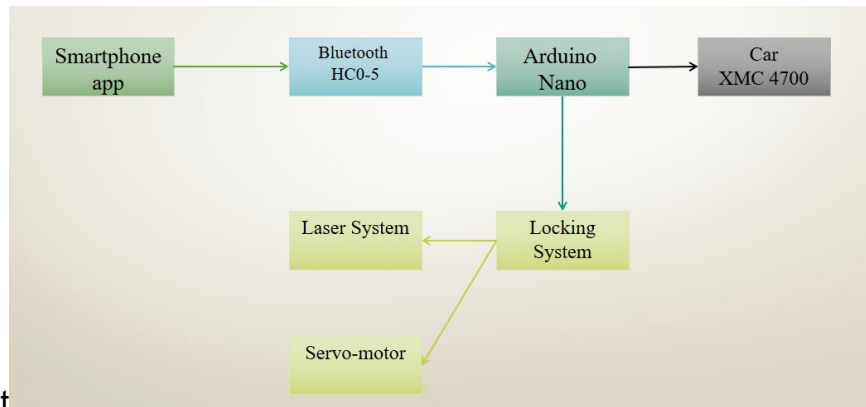 Smartphone
app
Bluetooth
HC0-5
Arduino
Nano
Car
XMC 4700
Laser System
Locking
System
Servo-motor
t